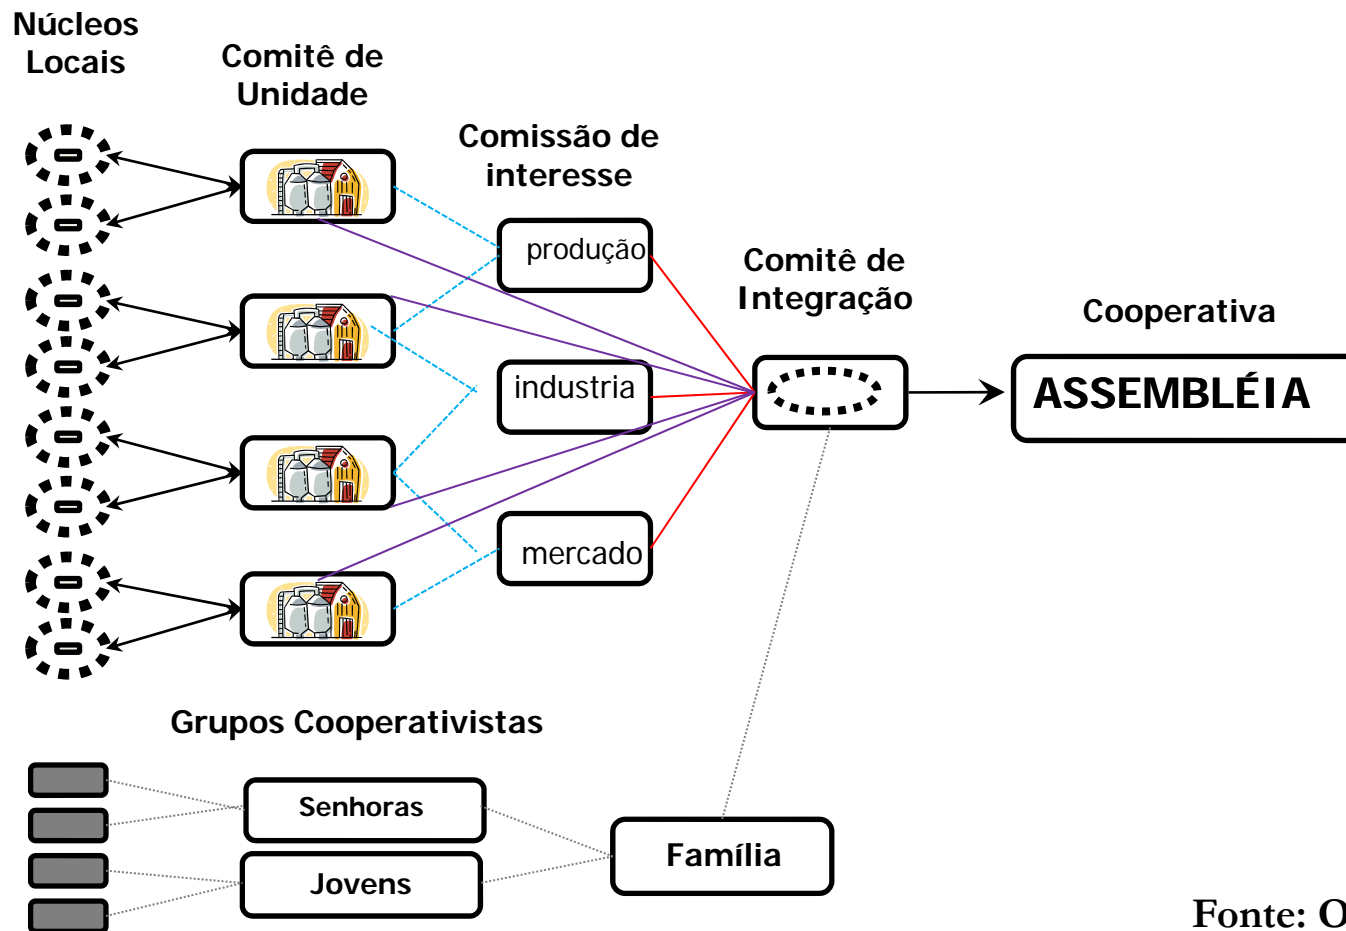 Núcleos
Locais
Comitê de
Unidade
Comissão de
interesse
produção
Comitê de
Integração
Cooperativa
industria
ASSEMBLÉIA
mercado
Grupos Cooperativistas
Senhoras
Família
Jovens
Fonte: O